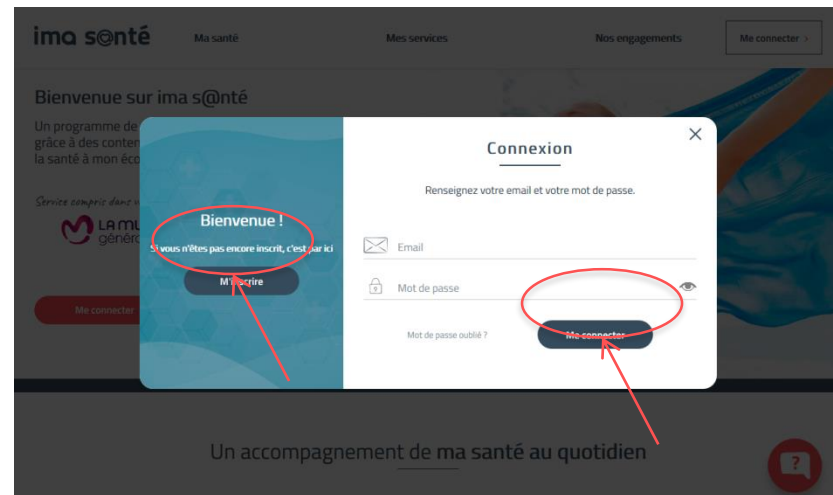 ima s@nté
Ma santé
Mes services
Nos engagements
Me connecter >
Bienvenue sur ima s@nté
Un programme de
grâce à des conten
la santé à mon éco
Service compris dans
LA MU
généra
Me connecter
Bienvenue !
Si vous n'êtes pas encore inscrit, c'est par ici
M'inscrire
Connexion
Renseignez votre email et votre mot de passe.
Email
Mot de passe
Mot de passe oublié ?
Me connecter
Un accompagnement de ma santé au quotidien
?